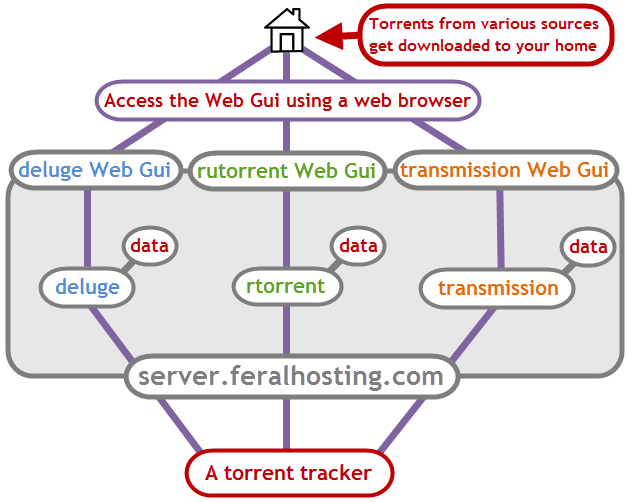 Torrents from various sources
get downloaded to your home
Access the Web Gui using a web browser
deluge Web Gui
rutorrent Web Gui
transmission Web Gui
data
data
data
deluge
rtorrent
transmission
server.feralhosting.com
A torrent tracker